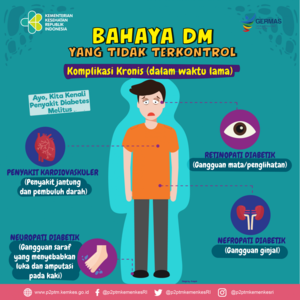 KEMENTERIAN
KESEHATAN
REPUBLIK
INDONESIA
GERMAS
BAHAYA DM
YANG TIDAK TERKONTROL
Komplikasi Kronis (dalam waktu lama)
Ayo, Kita Kenali
Penyakit Diabetes
Melitus
PENYAKIT KARDIOVASKULER
(Penyakit jantung
dan pembuluh darah)
RETINOPATI DIABETIK
(Gangguan mata/penglihatan)
NEUROPATI DIABETIK
(Gangguan saraf
yang menyebabkan
luka dan amputasi
pada kaki)
NEFROPATI DIABETIK
(Gangguan ginjal)
www.p2ptm.kemkes.go.id
@p2ptmkemenkesRI
@p2ptmkemenkesRI
@p2ptmkemenkesri